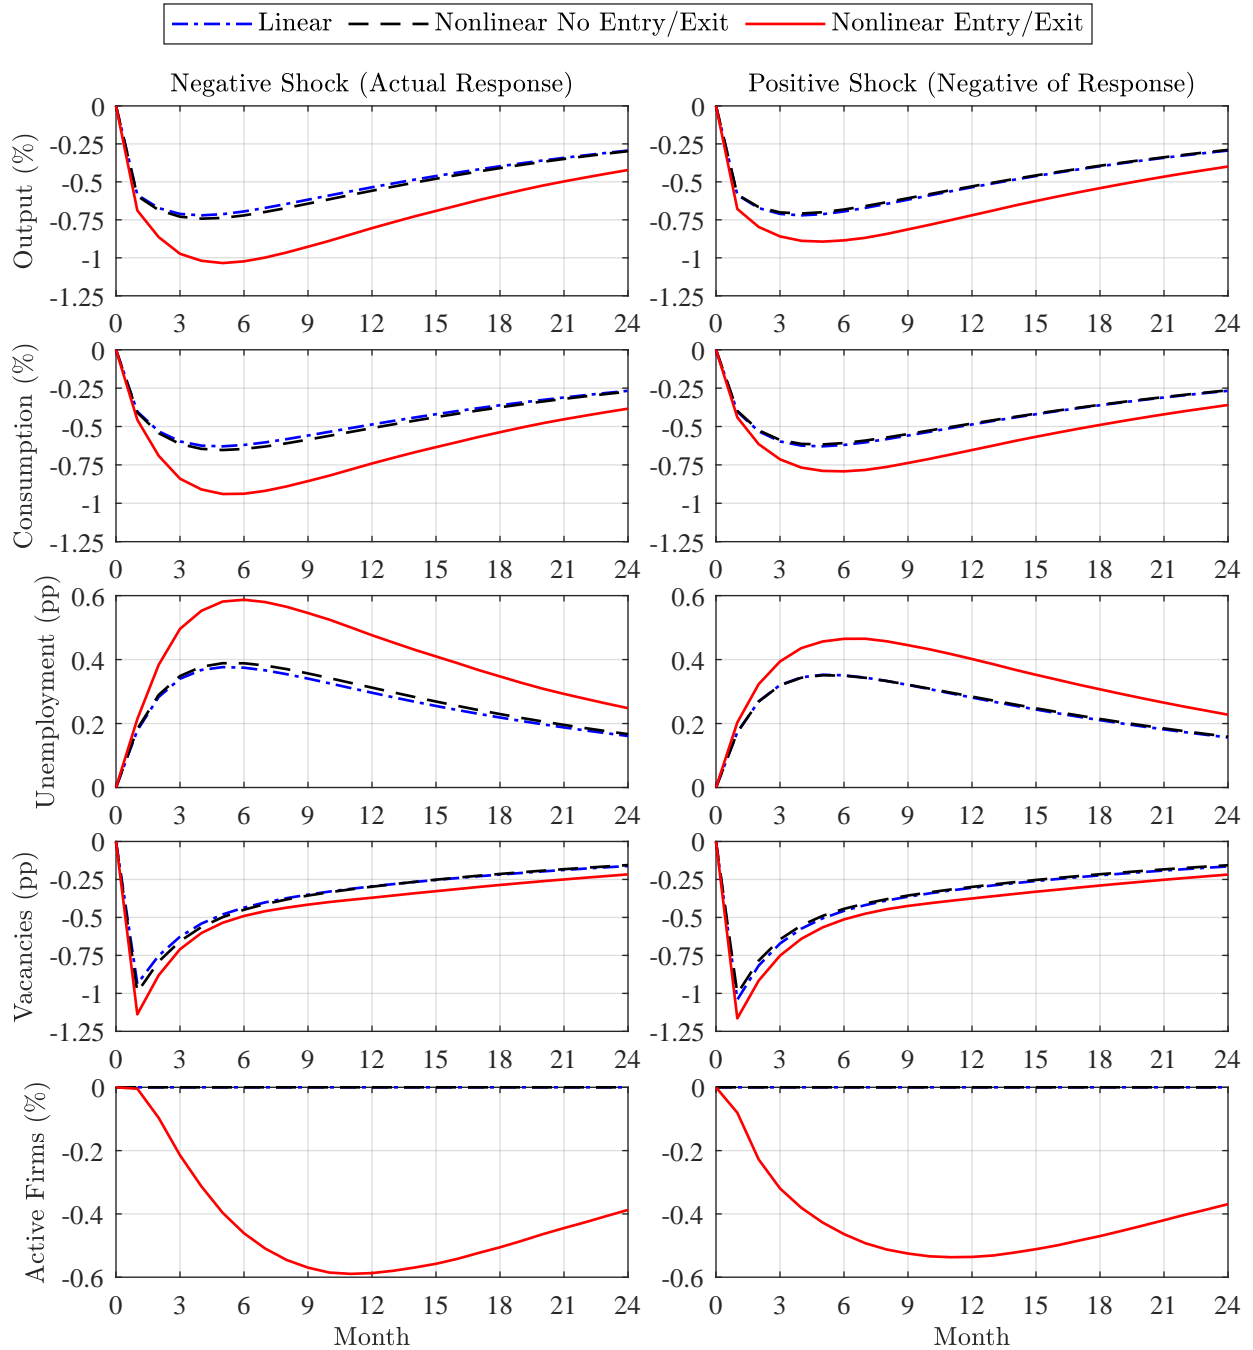 Linear Nonlinear No Entry/Exit Nonlinear Entry/Exit
Negative Shock (Actual Response) Positive Shock (Negative of Response)
Output (%)
0
-0.25
-0.5
-0.75
-1
-1.25
0 3 6 9 12 15 18 21 24
0
-0.25
-0.5
-0.75
-1
-1.25
0 3 6 9 12 15 18 21 24
Consumption (%)
0
-0.25
-0.5
-0.75
-1
-1.25
0 3 6 9 12 15 18 21 24
0
-0.25
-0.5
-0.75
-1
-1.25
0 3 6 9 12 15 18 21 24
Unemployment (pp)
0.6
0.4
0.2
0
0 3 6 9 12 15 18 21 24
0.6
0.4
0.2
0
0 3 6 9 12 15 18 21 24
Vacancies (pp)
0
-0.25
-0.5
-0.75
-1
-1.25
0 3 6 9 12 15 18 21 24
0
-0.25
-0.5
-0.75
-1
-1.25
0 3 6 9 12 15 18 21 24
Active Firms (%)
0
-0.2
-0.4
-0.6
0 3 6 9 12 15 18 21 24
Month
0
-0.2
-0.4
-0.6
0 3 6 9 12 15 18 21 24
Month